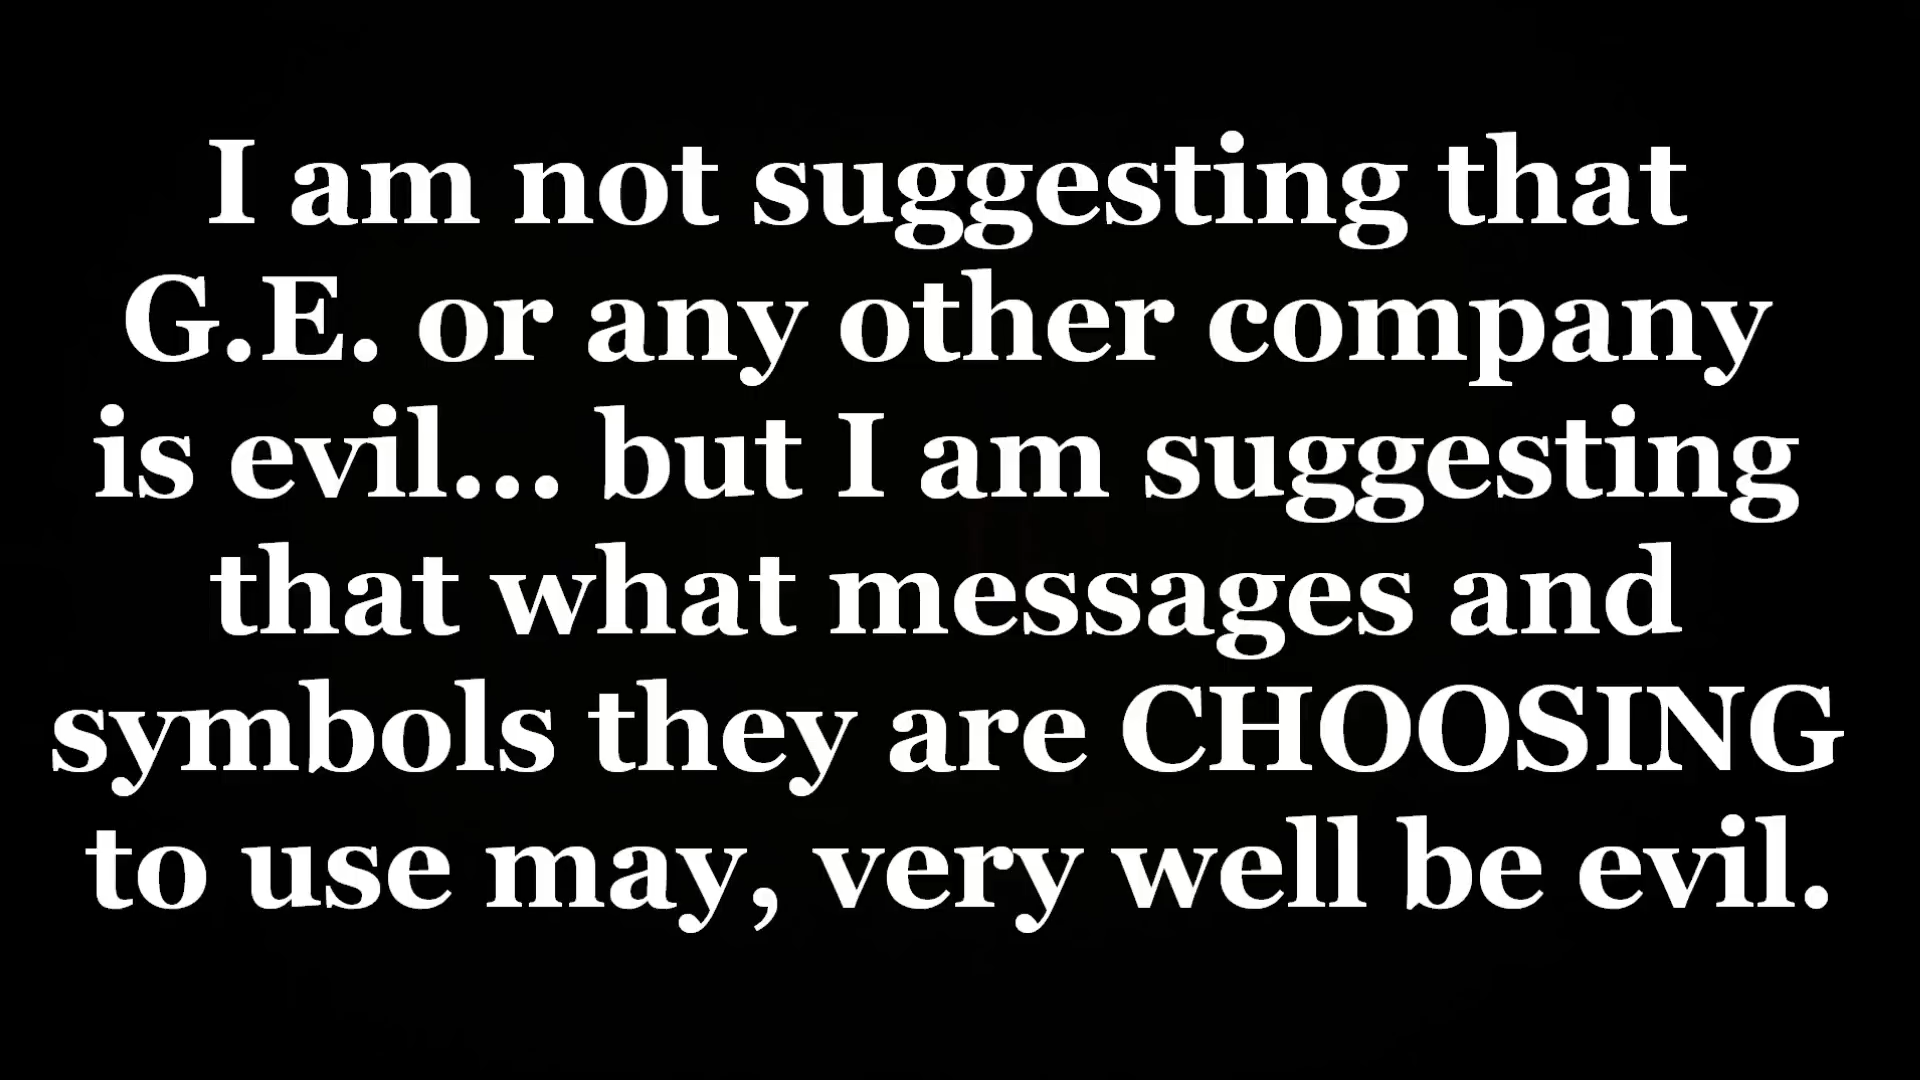 I am not suggesting that
G.E. or any other company
is evil... but I am suggesting
that what messages and
symbols they are CHOOSING
to use may, very well be evil.